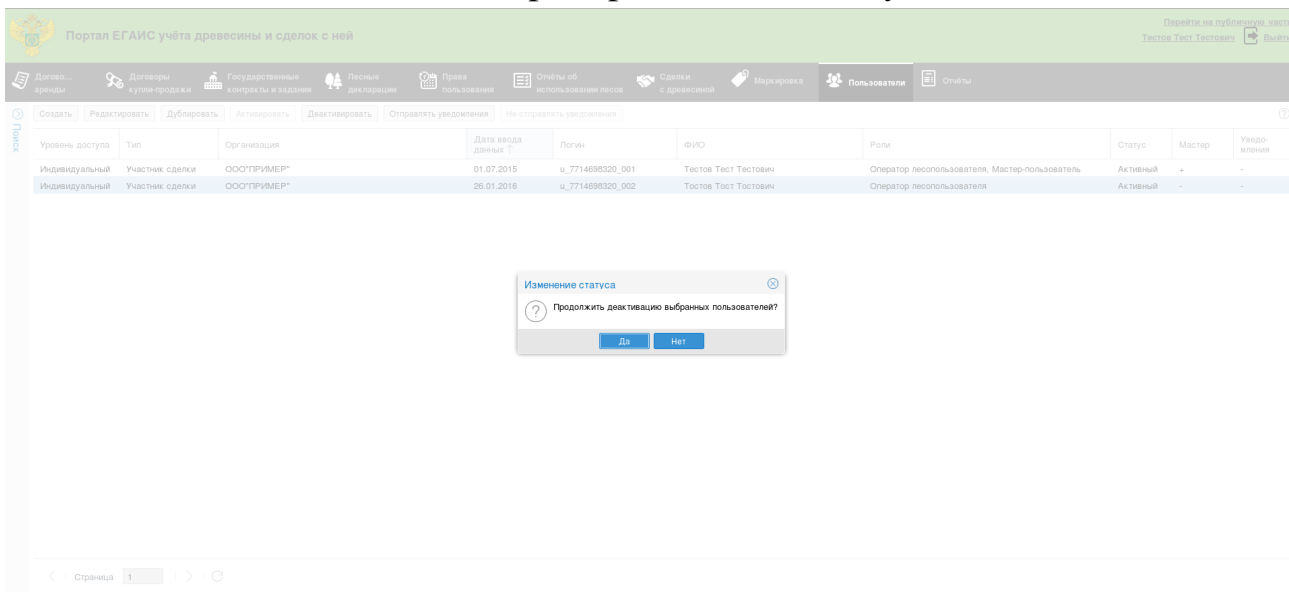 Перейти на публичную часть
Портал ЕГАИС учёта древесины и сделок с ней
Тестов Тест Тестович Выйти
Догово... аренды
Договоры купли-продажи
Государственные контракты и задания
Лесные декларации
Права пользования
Отчёты об использовании лесов
Сделки с древесиной
Маркировка
Пользователи
Отчёты
Поиск
Создать Редактировать Дублировать Активировать Деактивировать Отправлять уведомления Не отправлять уведомления
Уровень доступа Тип Организация Дата ввода данных ↑ Логин ФИО Роли Статус Мастер Уведо-мления
Индивидуальный Участник сделки ООО"ПРИМЕР" 01.07.2015 u_7714698320_001 Тестов Тест Тестович Оператор лесопользователя, Мастер-пользователь Активный + -
Индивидуальный Участник сделки ООО"ПРИМЕР" 26.01.2016 u_7714698320_002 Тостов Тост Тостович Оператор лесопользователя Активный - -
Изменение статуса
Продолжить деактивацию выбранных пользователей?
Да Нет
Страница 1